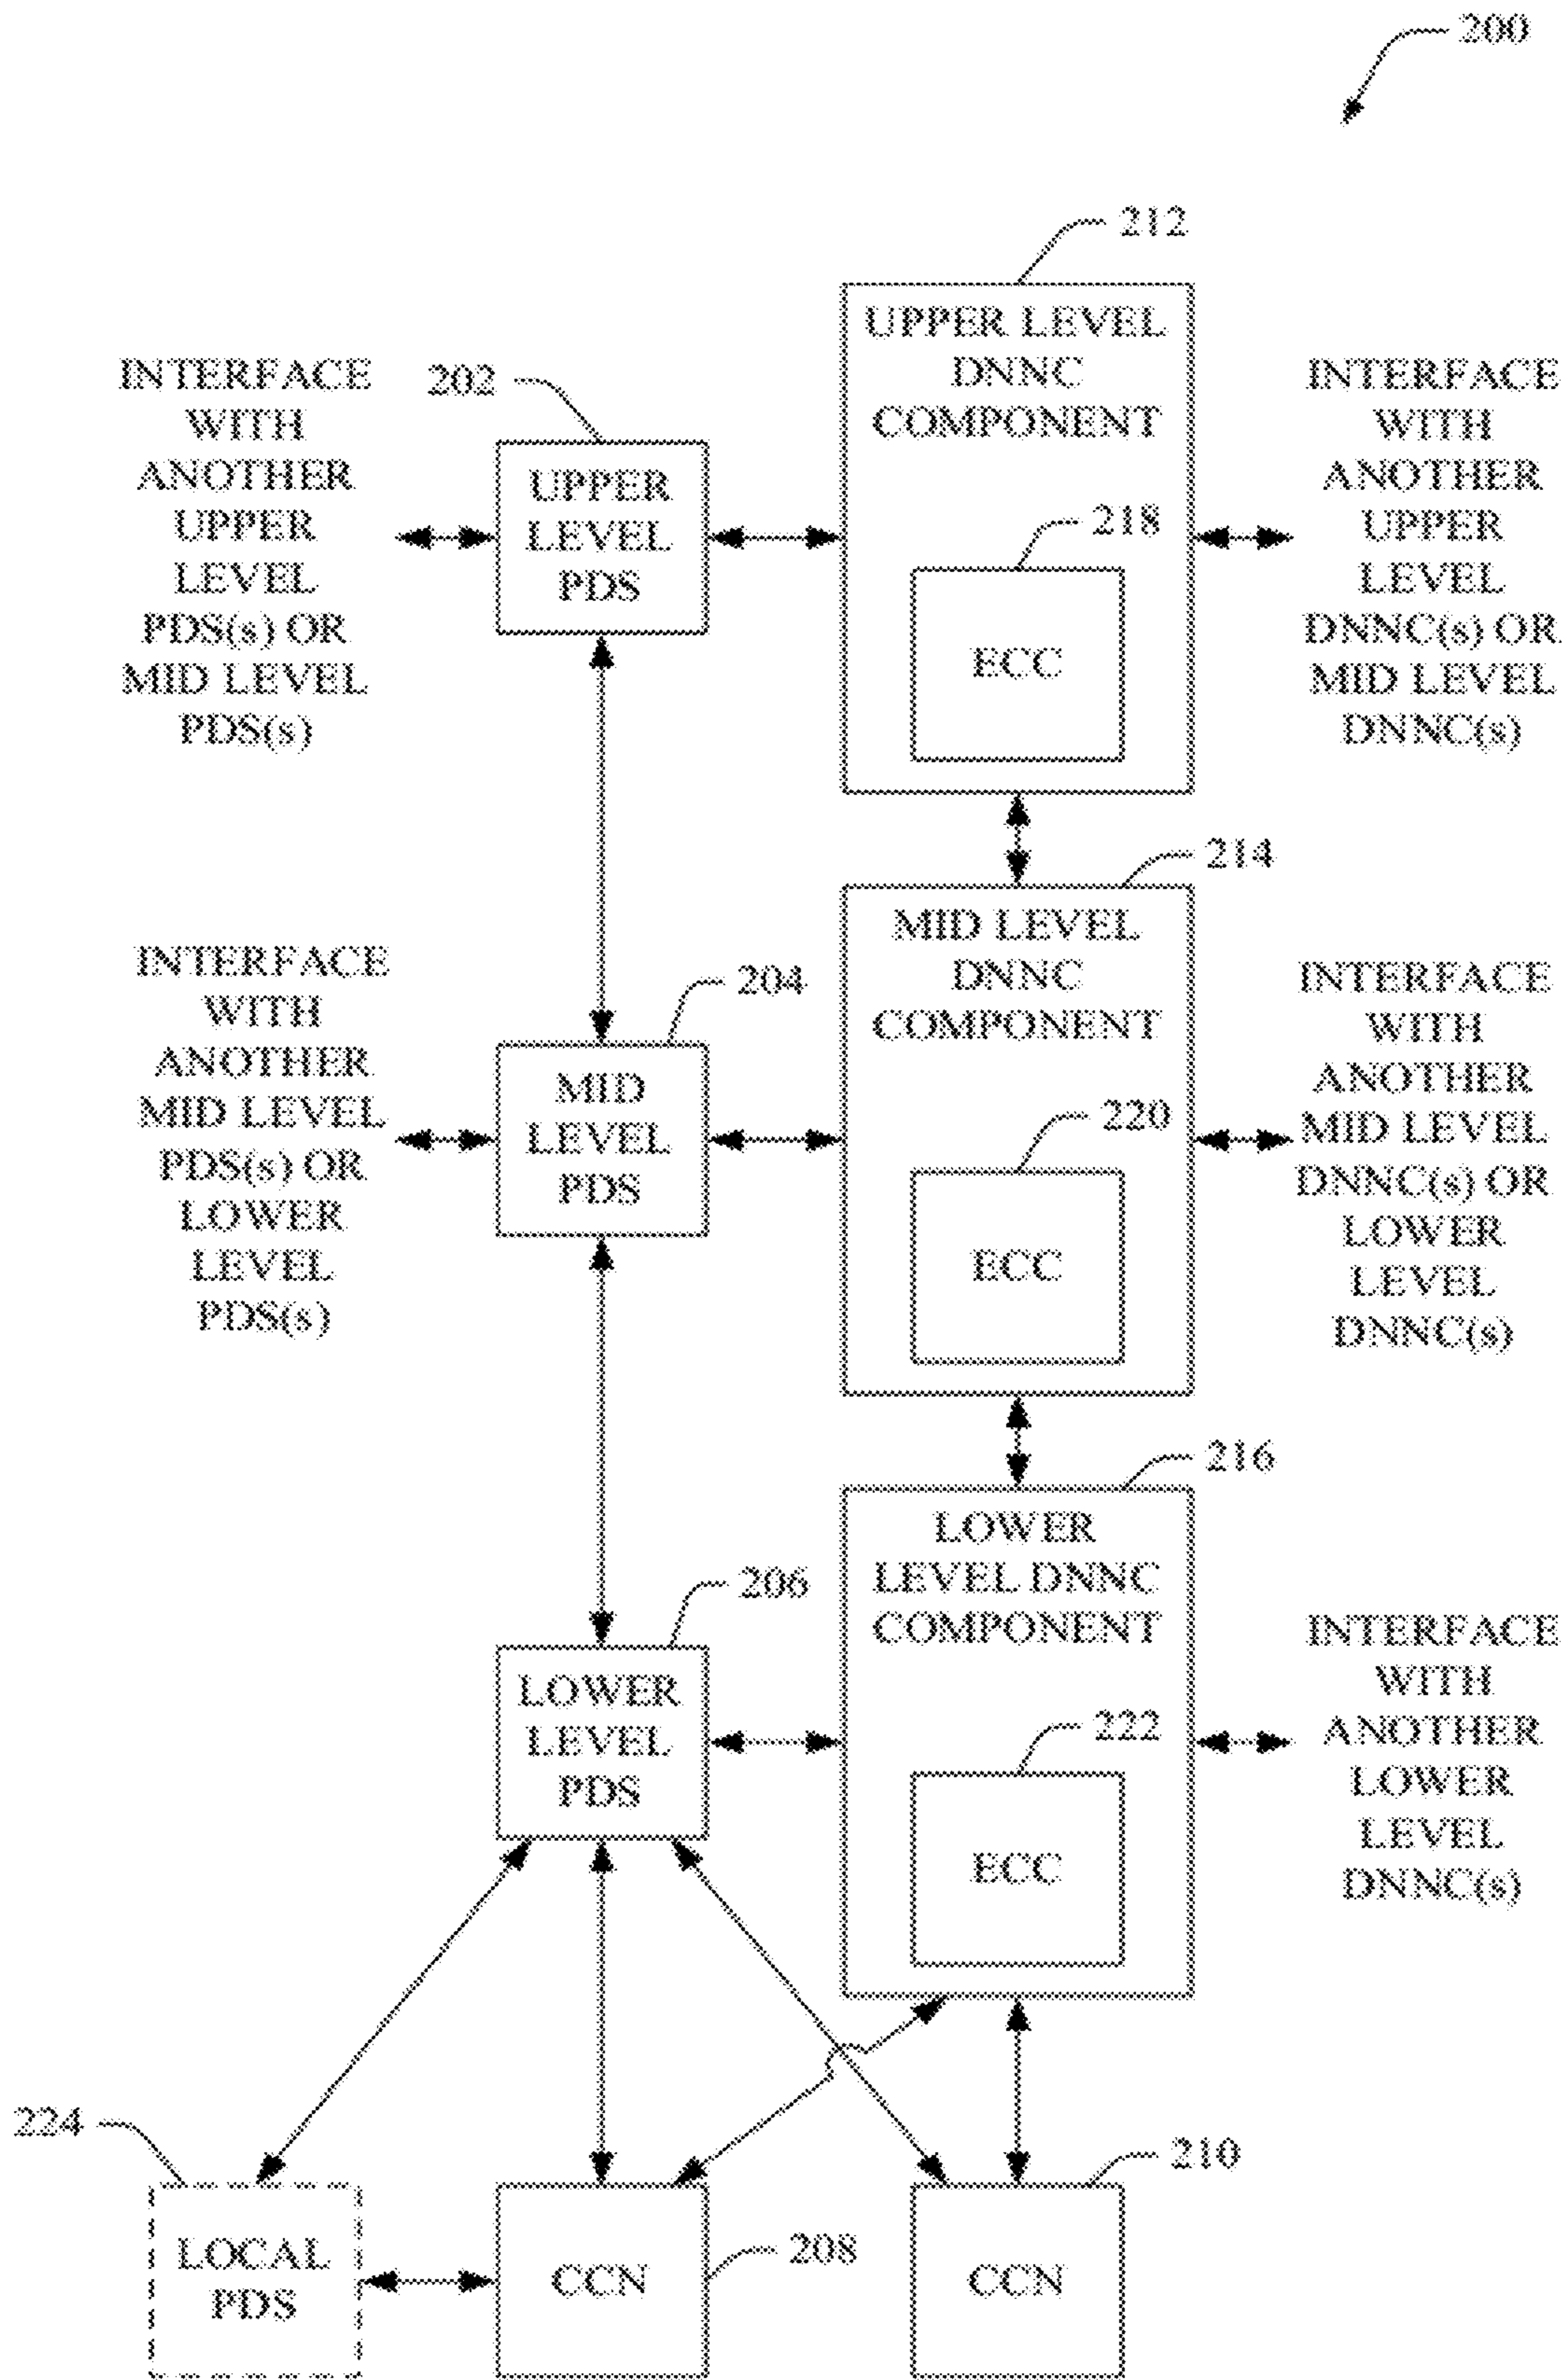 200
212
UPPER LEVEL
DNNC
COMPONENT
INTERFACE
WITH
ANOTHER
UPPER
LEVEL
PDS(s) OR
MID LEVEL
PDS(s)
202
UPPER
LEVEL
PDS
218
ECC
INTERFACE
WITH
ANOTHER
UPPER
LEVEL
DNNC(s) OR
MID LEVEL
DNNC(s)
214
MID LEVEL
DNNC
COMPONENT
INTERFACE
WITH
ANOTHER
MID LEVEL
PDS(s) OR
LOWER
LEVEL
PDS(s)
204
MID
LEVEL
PDS
220
ECC
INTERFACE
WITH
ANOTHER
MID LEVEL
DNNC(s) OR
LOWER
LEVEL
DNNC(s)
216
LOWER
LEVEL DNNC
COMPONENT
206
LOWER
LEVEL
PDS
222
ECC
INTERFACE
WITH
ANOTHER
LOWER
LEVEL
DNNC(s)
224
LOCAL
PDS
CCN
208
210
CCN